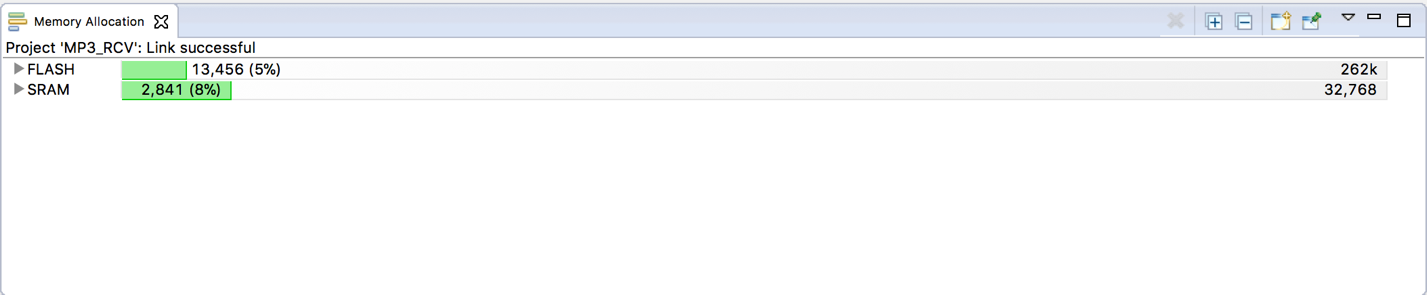 Memory Allocation
Project 'MP3_RCV': Link successful
FLASH 13,456 (5%) 262k
SRAM 2,841 (8%) 32,768